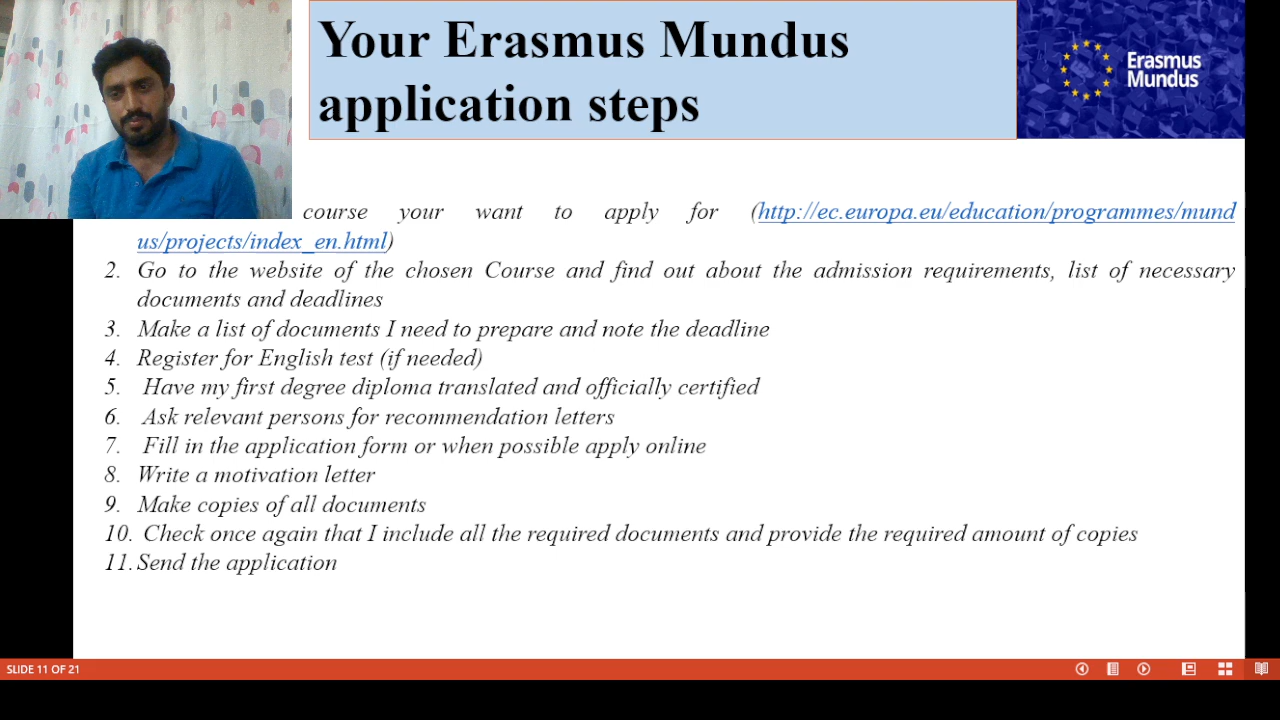 Your Erasmus Mundus
application steps
Erasmus
Mundus
course your want to apply for (http://ec.europa.eu/education/programmes/mund
us/projects/index_en.html)
2. Go to the website of the chosen Course and find out about the admission requirements, list of necessary
documents and deadlines
3. Make a list of documents I need to prepare and note the deadline
4. Register for English test (if needed)
5. Have my first degree diploma translated and officially certified
6. Ask relevant persons for recommendation letters
7. Fill in the application form or when possible apply online
8. Write a motivation letter
9. Make copies of all documents
10. Check once again that I include all the required documents and provide the required amount of copies
11. Send the application
SLIDE 11 OF 21